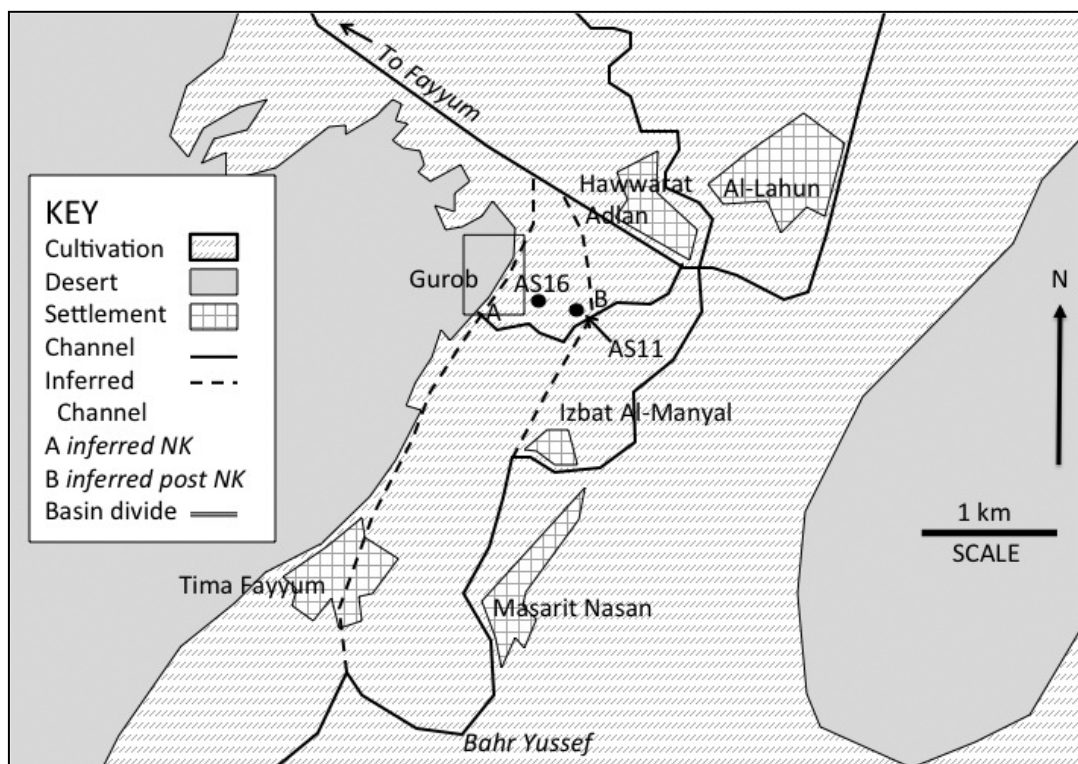 To Fayyum
Hawwarat
Adlan
Al-Lahun
Gurob
AS16
A
B
AS11
Izbat Al-Manyal
Tima Fayyum
Masarit Nasan
Bahr Yussef
KEY
Cultivation
Desert
Settlement
Channel
Inferred
Channel
A inferred NK
B inferred post NK
Basin divide
N
1 km
SCALE